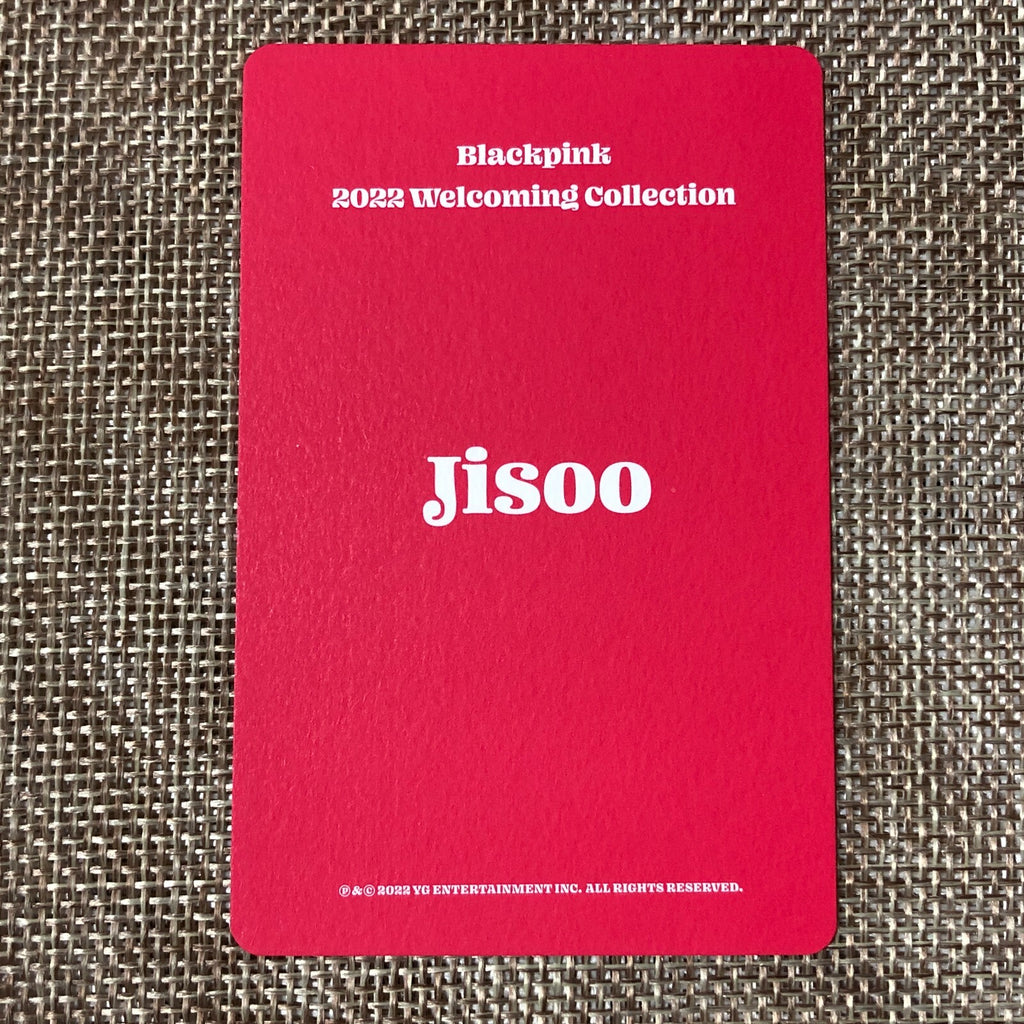 Blackpink
2022 Welcoming Collection
Jisoo
℗ & © 2022 YG ENTERTAINMENT INC. ALL RIGHTS RESERVED.